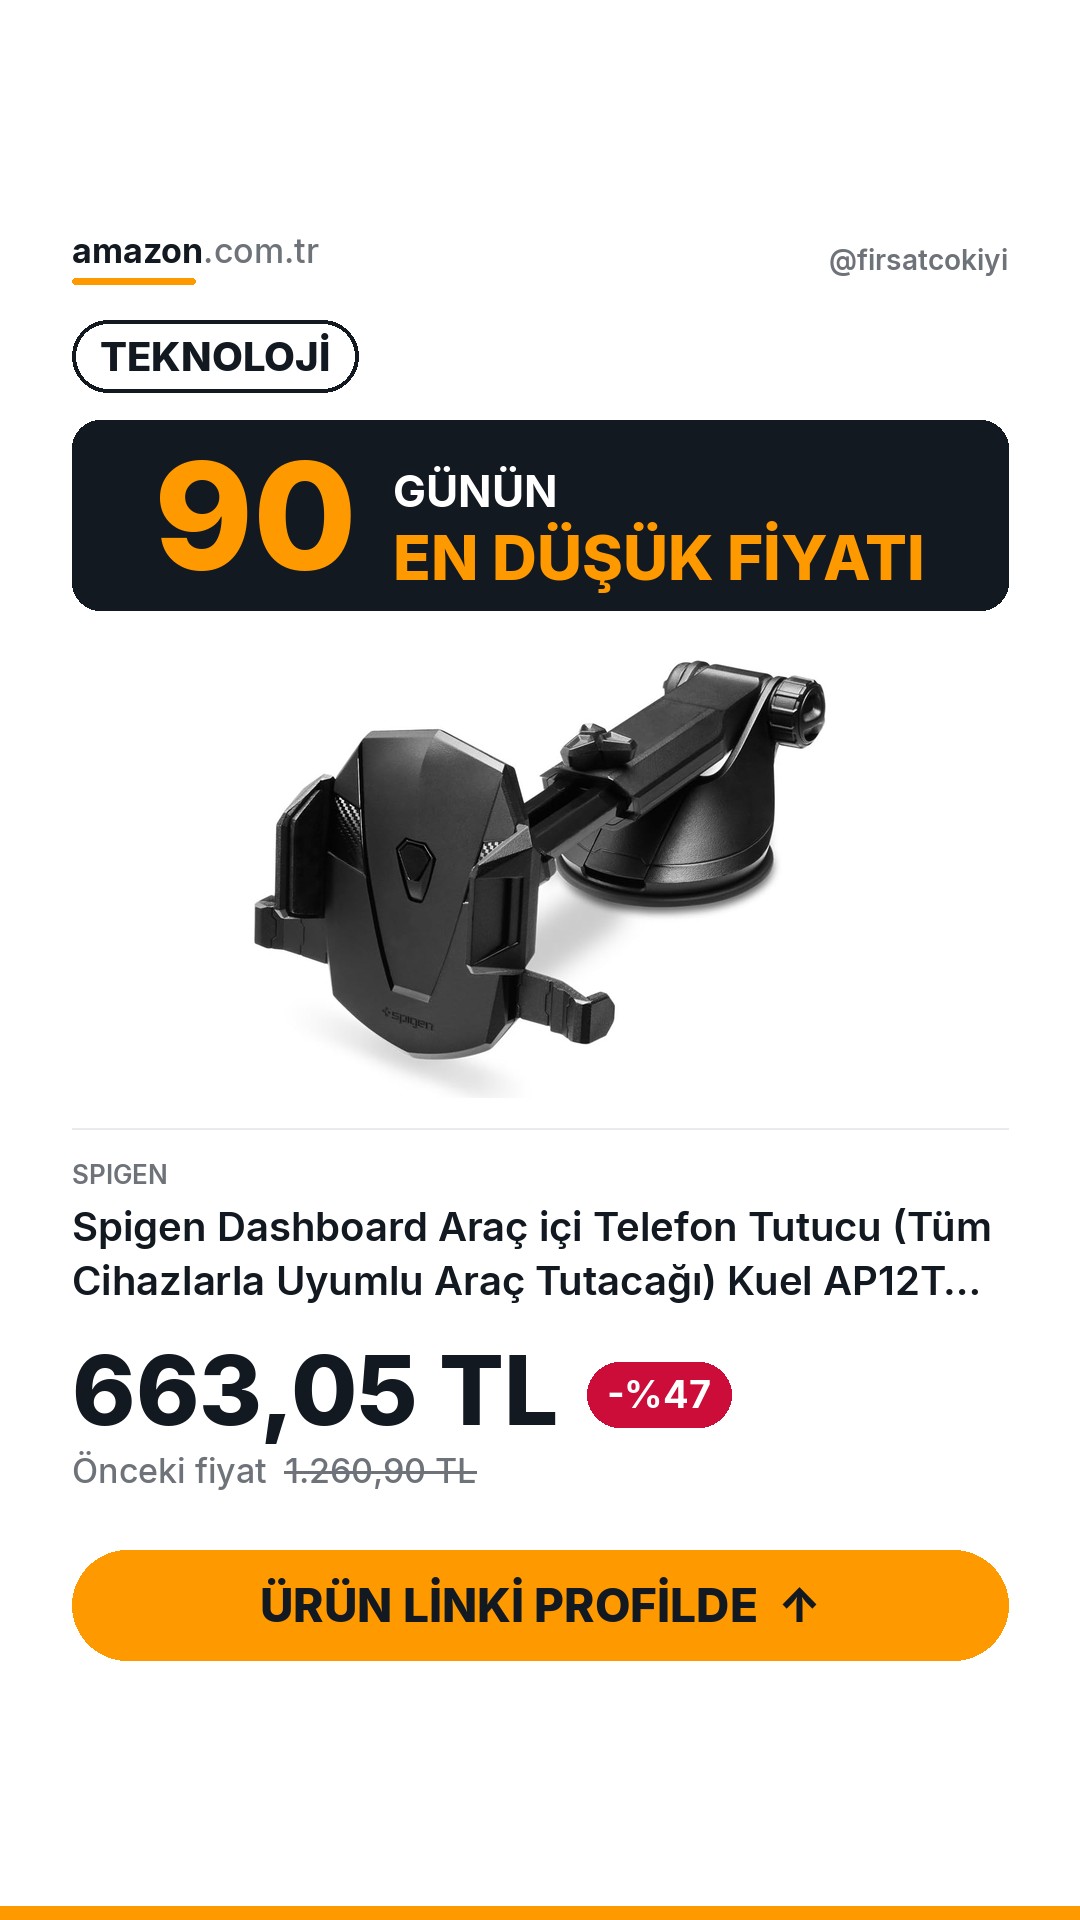 amazon.com.tr
@firsatcokiyi
TEKNOLOJİ
90 GÜNÜN
EN DÜŞÜK FİYATI
spigen
SPIGEN
Spigen Dashboard Araç içi Telefon Tutucu (Tüm
Cihazlarla Uyumlu Araç Tutacağı) Kuel AP12T...
663,05 TL -%47
Önceki fiyat 1.260,90 TL
ÜRÜN LİNKİ PROFİLDE ↑